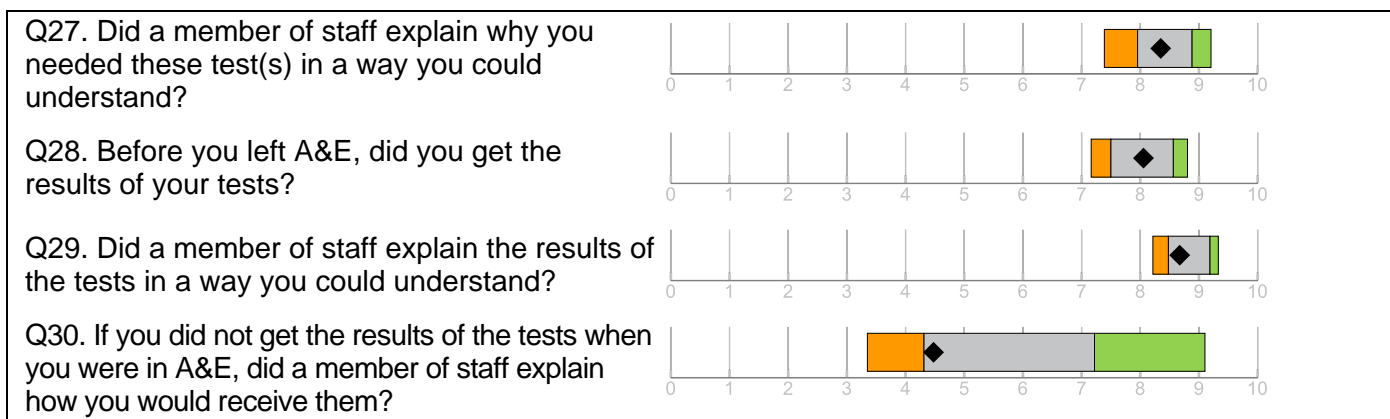 Q27. Did a member of staff explain why you
needed these test(s) in a way you could
understand?
0 1 2 3 4 5 6 7 8 9 10
Q28. Before you left A&E, did you get the
results of your tests?
0 1 2 3 4 5 6 7 8 9 10
Q29. Did a member of staff explain the results of
the tests in a way you could understand?
0 1 2 3 4 5 6 7 8 9 10
Q30. If you did not get the results of the tests when
you were in A&E, did a member of staff explain
how you would receive them?
0 1 2 3 4 5 6 7 8 9 10